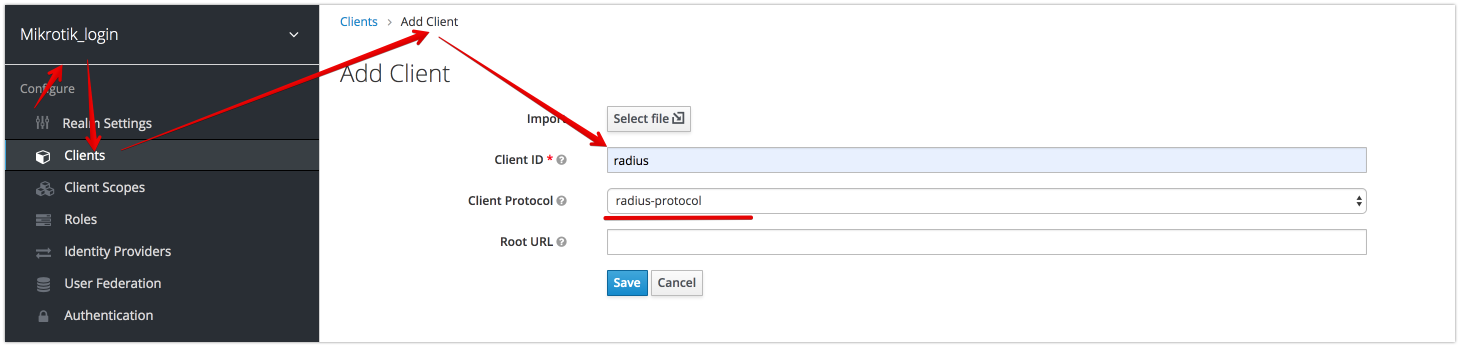 Mikrotik_login
Configure
Realm Settings
Clients
Client Scopes
Roles
Identity Providers
User Federation
Authentication
Clients > Add Client
Add Client
Import Select file
Client ID * radius
Client Protocol radius-protocol
Root URL
Save Cancel